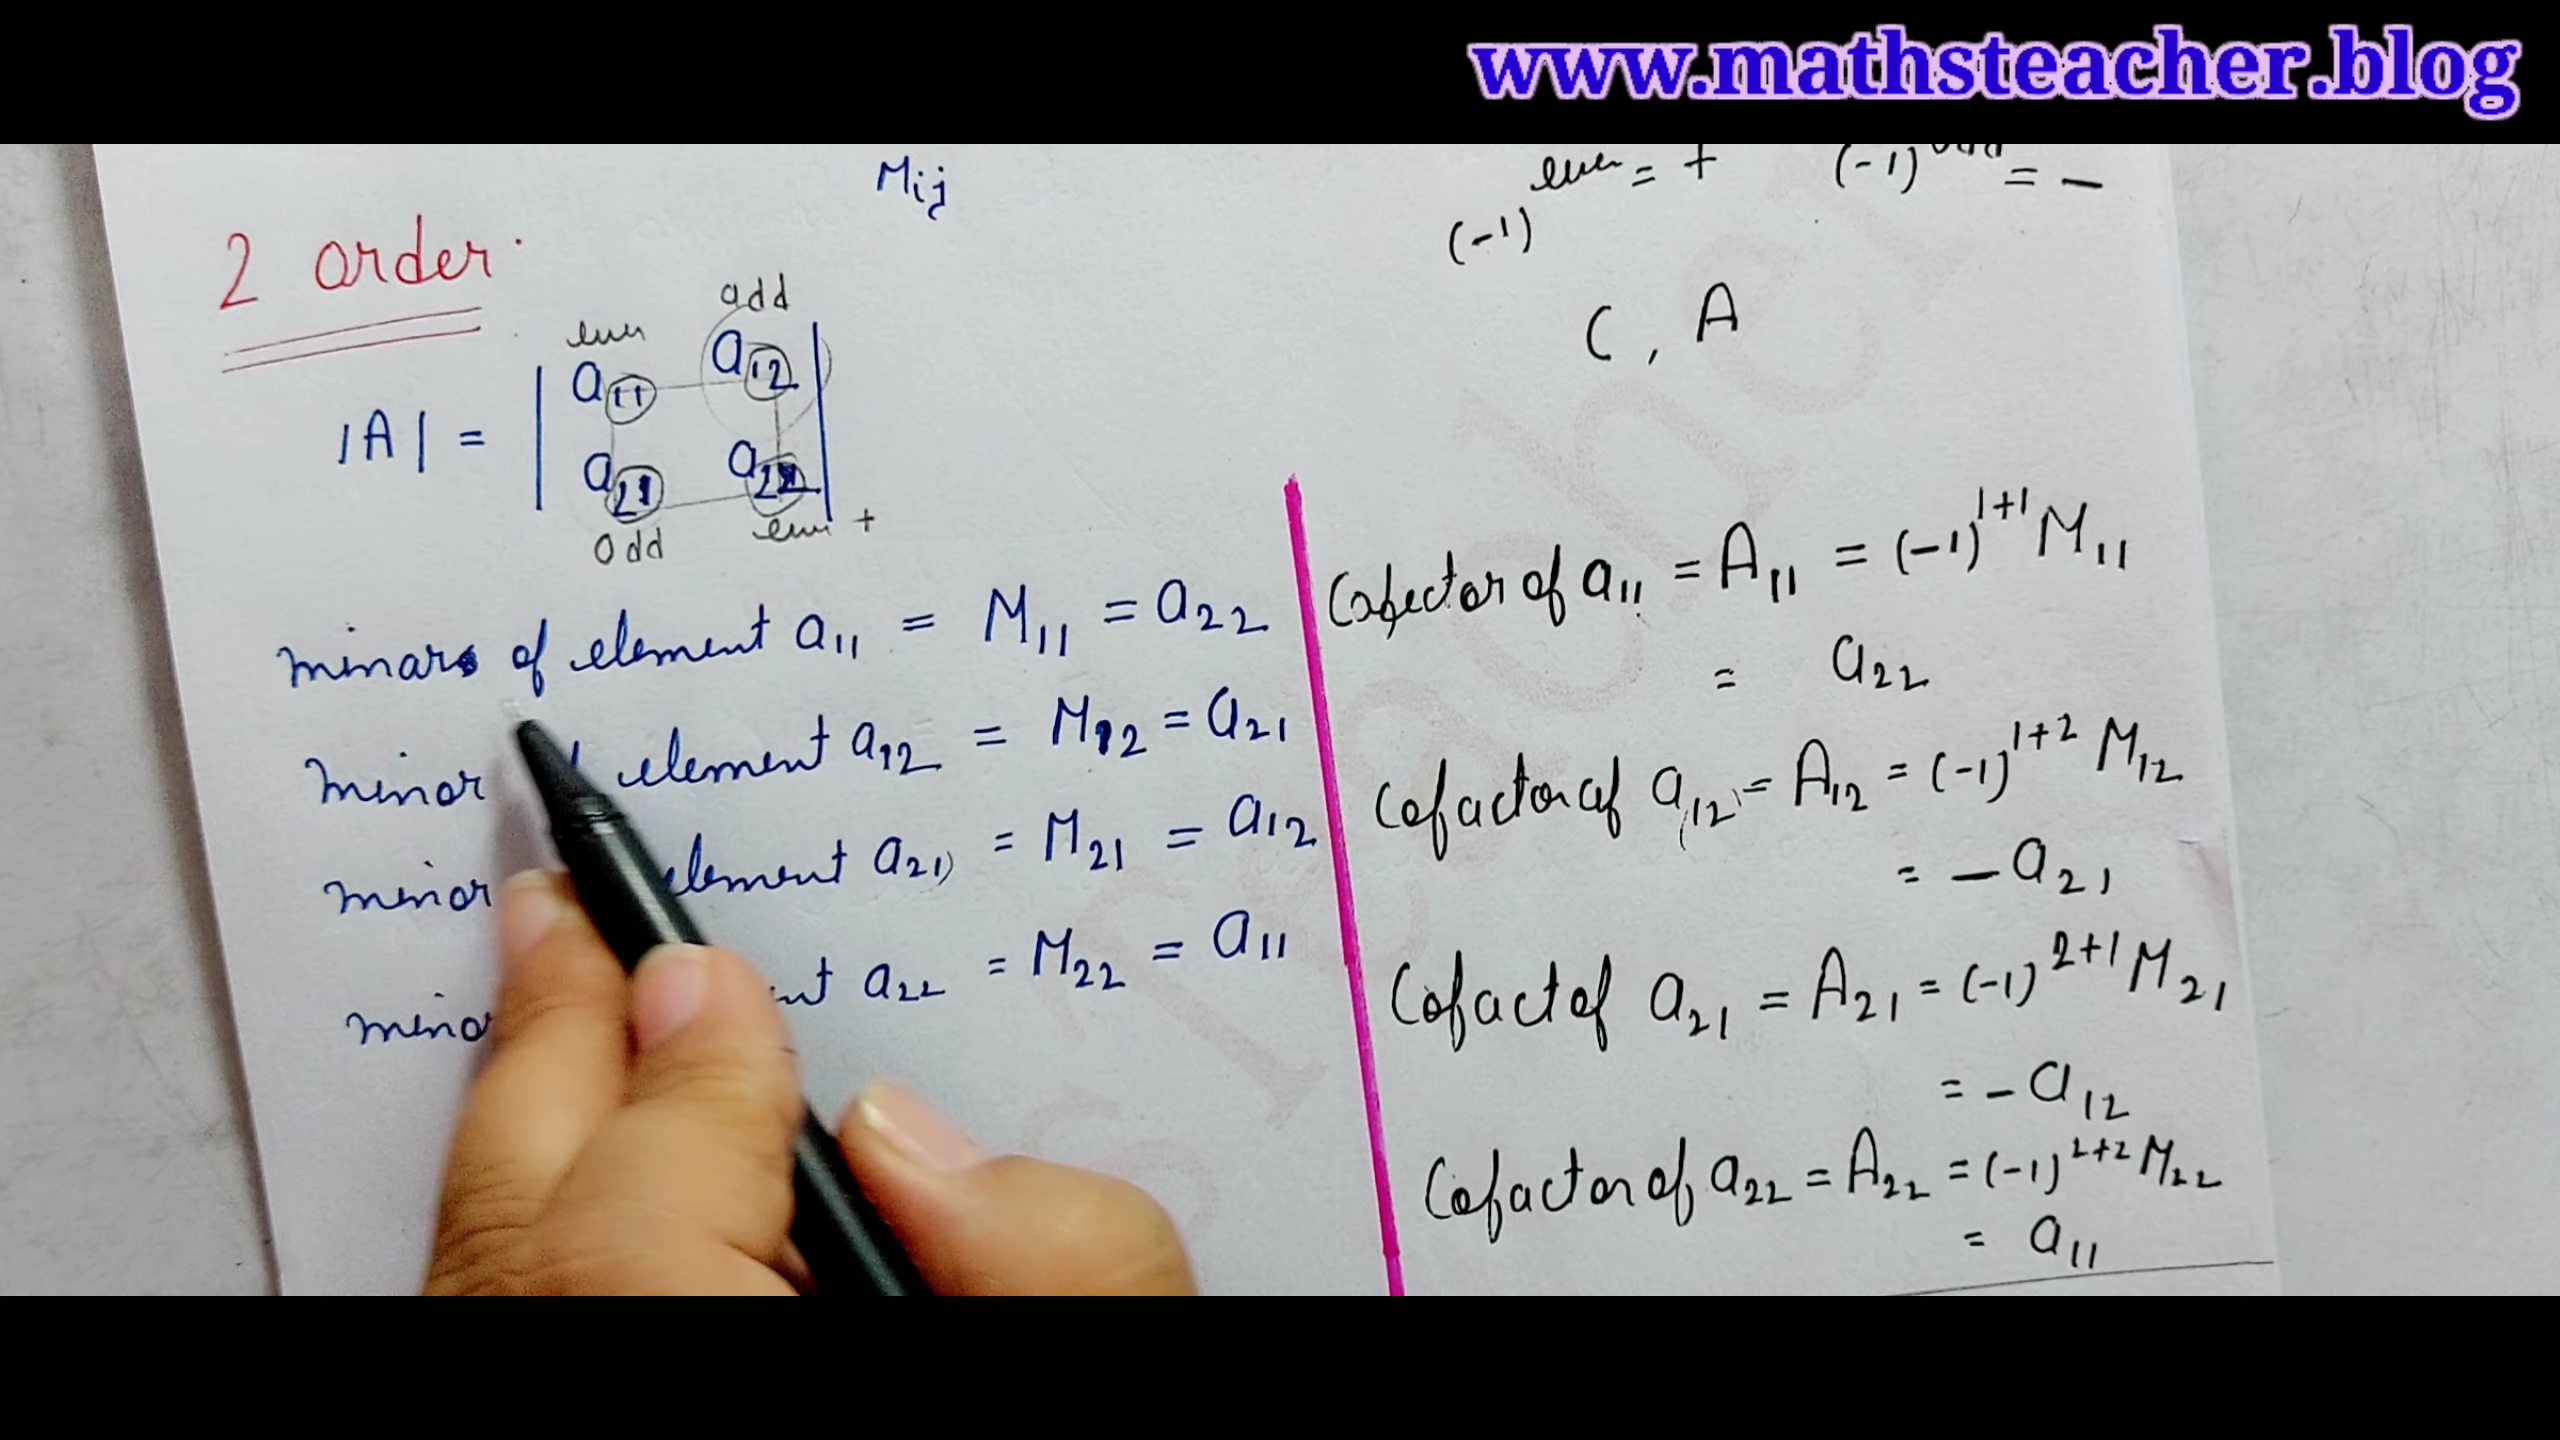 www.mathsteacher.blog
Mij
(-1)^even = +   (-1)^odd = -
2 order.
C, A
even   odd
|A| = | a11 a12 |
| a21 a22 |
odd   even +
minars of element a11 = M11 = a22
minor element a12 = M12 = a21
minor element a21 = M21 = a12
a22 = M22 = a11
Cofector of a11 = A11 = (-1)^1+1 M11
= a22
Cofactor of a12 = A12 = (-1)^1+2 M12
= -a21
Cofact of a21 = A21 = (-1)^2+1 M21
= -a12
Cofactor of a22 = A22 = (-1)^2+2 M22
= a11